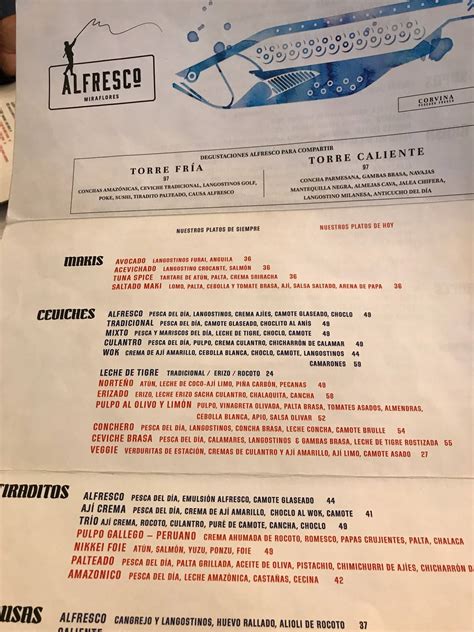 ALFRESCO
MIRAFLORES
CORVINA
DEGUSTACIONES ALFRESCO PARA COMPARTIR
TORRE FRÍA
97
CONCHAS AMAZÓNICAS, CEVICHE TRADICIONAL, LANGOSTINOS GOLF,
POKE, SUSHI, TIRADITO PALTEADO, CAUSA ALFRESCO
TORRE CALIENTE
97
CONCHA PARMESANA, GAMBAS BRASA, NAVAJAS
MANTEQUILLA NEGRA, ALMEJAS CAVA, JALEA CHIFERA,
LANGOSTINO MILANESA, ANTICUCHO DEL DÍA
NUESTROS PLATOS DE SIEMPRE
NUESTROS PLATOS DE HOY
MAKIS
AVOCADO LANGOSTINOS FURAI, ANGUILA 36
ACEVICHADO LANGOSTINO CROCANTE, SALMÓN 36
TUNA SPICE TARTARE DE ATÚN, PALTA, CREMA SRIRACHA 36
SALTADO MAKI LOMO, PALTA, CEBOLLA Y TOMATE BRASA, AJÍ, SALSA SALTADO, ARENA DE PAPA 36
CEVICHES
ALFRESCO PESCA DEL DÍA, LANGOSTINOS, CREMA AJÍES, CAMOTE GLASEADO, CHOCLO 49
TRADICIONAL PESCA DEL DÍA, CAMOTE GLASEADO, CHOCLITO AL ANÍS 49
MIXTO PESCA Y MARISCOS DEL DÍA, LECHE DE TIGRE, CHOCLO, CAMOTE 49
CULANTRO PESCA DEL DÍA, PULPO, CREMA CULANTRO, CHICHARRÓN DE CALAMAR 49
WOK CREMA DE AJÍ AMARILLO, CEBOLLA BLANCA, CHOCLO, CAMOTE, LANGOSTINOS 44
CAMARONES 59
LECHE DE TIGRE TRADICIONAL / ERIZO / ROCOTO 24
NORTEÑO ATÚN, LECHE DE COCO-AJÍ LIMO, PIÑA CARBÓN, PECANAS 49
ERIZADO ERIZO, LECHE ERIZO SACHA CULANTRO, CHALAQUITA, CANCHA 58
PULPO AL OLIVO Y LIMÓN PULPO, VINAGRETA OLIVADA, PALTA BRASA, TOMATES ASADOS, ALMENDRAS,
CEBOLLA BLANCA, APIO, SALSA OLIVAR 52
CONCHERO PESCA DEL DÍA, LANGOSTINOS, CONCHA BRASA, LECHE CONCHA, CAMOTE BRULLE 54
CEVICHE BRASA PESCA DEL DÍA, CALAMARES, LANGOSTINOS & GAMBAS BRASA, LECHE DE TIGRE ROSTIZADA 55
VEGGIE VERDURITAS DE ESTACIÓN, CREMAS DE CULANTRO Y AJÍ AMARILLO, AJÍ LIMO, CAMOTE ASADO 27
TIRADITOS
ALFRESCO PESCA DEL DÍA, EMULSIÓN ALFRESCO, CAMOTE GLASEADO 44
AJÍ CREMA PESCA DEL DÍA, CREMA DE AJÍ AMARILLO, CHOCLO AL WOK, CAMOTE 41
TRÍO AJÍ CREMA, ROCOTO, CULANTRO, PURÉ DE CAMOTE, CANCHA, CHOCLO 49
PULPO GALLEGO – PERUANO CREMA AHUMADA DE ROCOTO, ROMESCO, PAPAS CRUJIENTES, PALTA, CHALACA
NIKKEI FOIE ATÚN, SALMÓN, YUZU, PONZU, FOIE 49
PALTEADO PESCA DEL DÍA, PALTA GRILLADA, ACEITE DE OLIVA, PISTACHO, CHIMICHURRI DE AJÍES, CHICHARRÓN DA
AMAZONICO PESCA DEL DÍA, LECHE AMAZÓNICA, CASTAÑAS, CECINA 42
USAS
ALFRESCO CANGREJO Y LANGOSTINOS, HUEVO RALLADO, ALIOLI DE ROCOTO 37